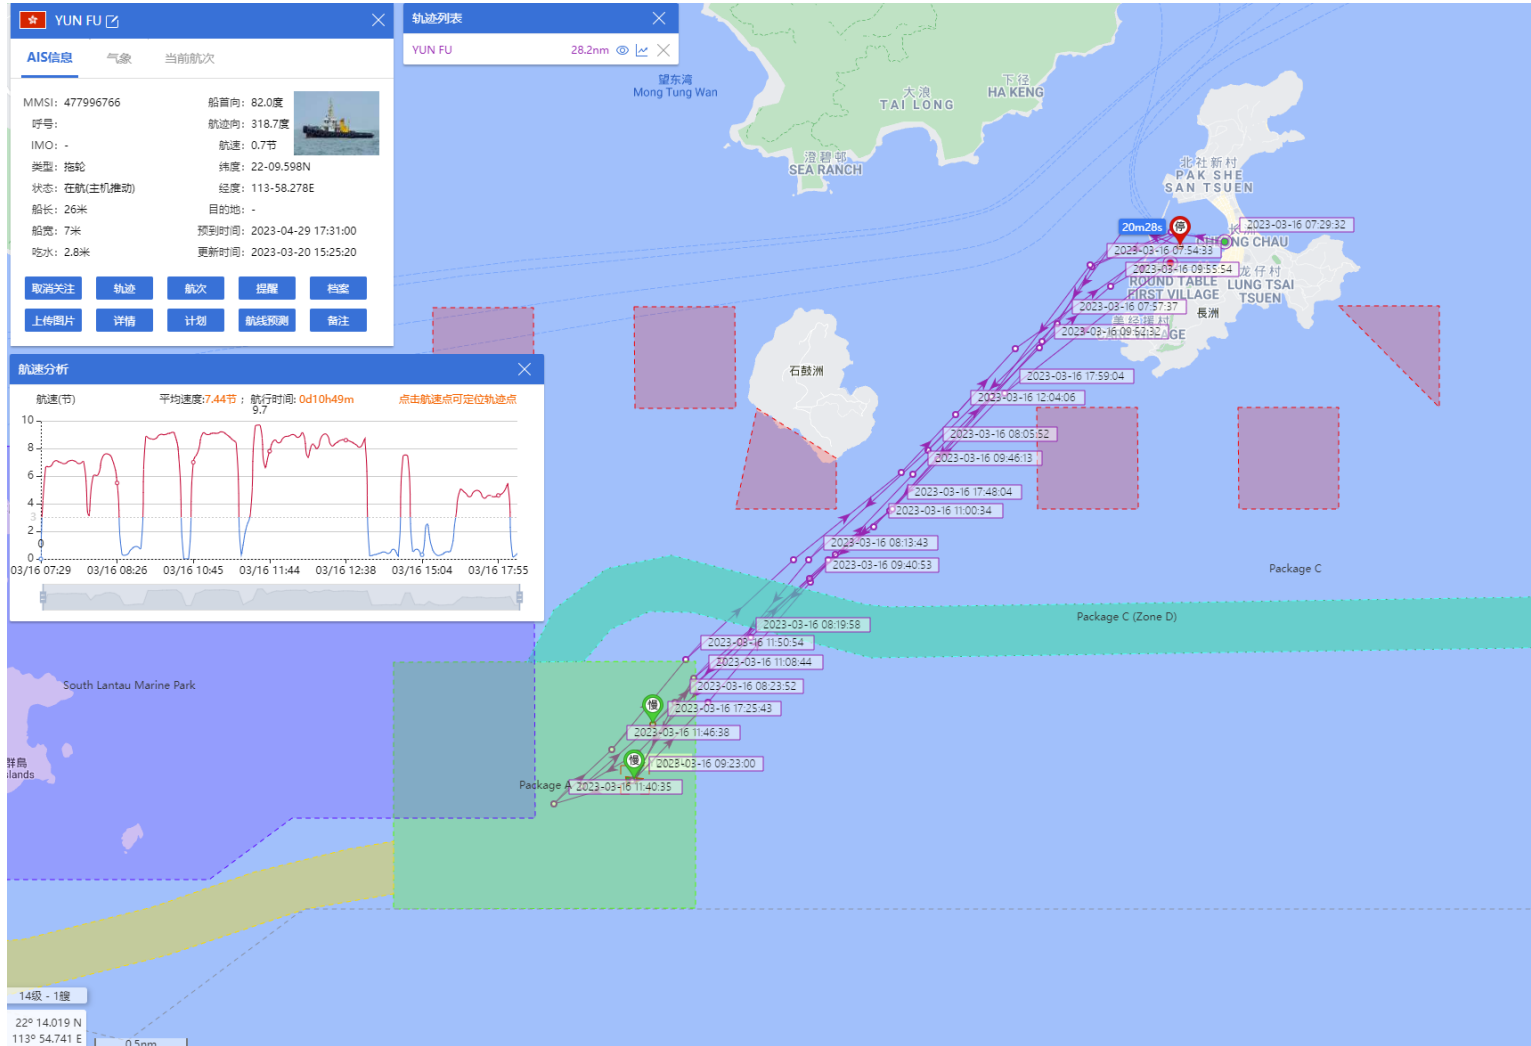 YUN FU
AIS信息 气象 当前航次
MMSI: 477996766 船首向: 82.0度
呼号: 航迹向: 318.7度
IMO: - 航速: 0.7节
类型: 拖轮 纬度: 22-09.598N
状态: 在航(主机推动) 经度: 113-58.278E
船长: 26米 目的地: -
船宽: 7米 预到时间: 2023-04-29 17:31:00
吃水: 2.8米 更新时间: 2023-03-20 15:25:20
取消关注 轨迹 航次 提醒 档案
上传图片 详情 计划 航线预测 备注
轨迹列表
YUN FU 28.2nm
航速分析
航速(节) 平均速度:7.44节 ; 航行时间: 0d10h49m 点击航速点可定位轨迹点
9.7
10
8
6
4
3
2
0
0
03/16 07:29 03/16 08:26 03/16 10:45 03/16 11:44 03/16 12:38 03/16 15:04 03/16 17:55
望东湾
Mong Tung Wan
大浪
TAI LONG
下径
HA KENG
澄碧邨
SEA RANCH
北社新村
PAK SHE
SAN TSUEN
20m28s
停
2023-03-16 07:29:32
2023-03-16 07:54:33
2023-03-16 09:55:54
龙仔村
LUNG TSAI
TSUEN
ROUND TABLE
FIRST VILLAGE
長洲
2023-03-16 07:57:37
2023-03-16 09:52:32
石鼓洲
2023-03-16 17:59:04
2023-03-16 12:04:06
2023-03-16 08:05:52
2023-03-16 09:46:13
2023-03-16 17:48:04
2023-03-16 11:00:34
2023-03-16 08:13:43
2023-03-16 09:40:53
Package C
Package C (Zone D)
2023-03-16 08:19:58
2023-03-16 11:50:54
2023-03-16 11:08:44
2023-03-16 08:23:52
慢
2023-03-16 17:25:43
2023-03-16 11:46:38
慢
2023-03-16 09:23:00
Package A
2023-03-16 11:40:35
South Lantau Marine Park
群島
slands
14级 - 1艘
22º 14.019 N
113º 54.741 E
0.5nm